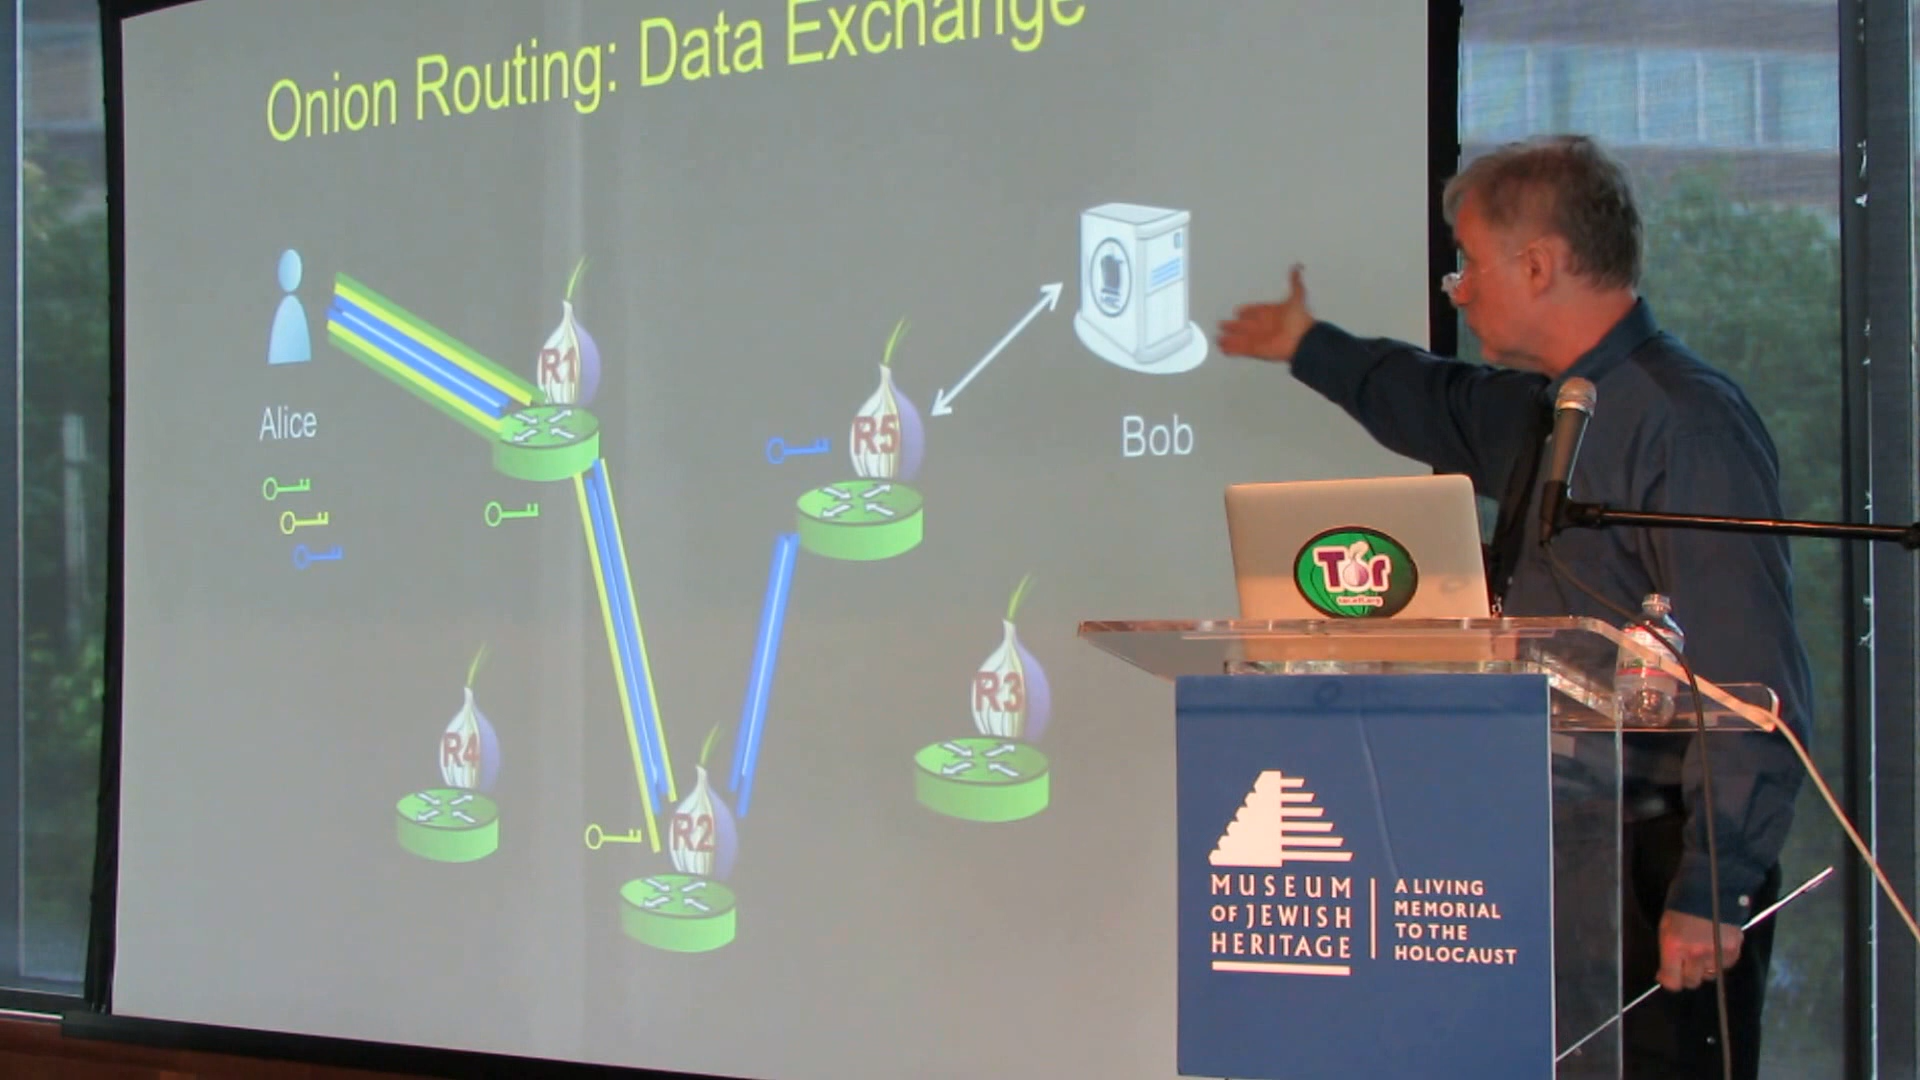 Onion Routing: Data Exchange
R1
Alice
R5
Bob
R4
R2
R3
Tor
MUSEUM
OF JEWISH
HERITAGE
A LIVING
MEMORIAL
TO THE
HOLOCAUST